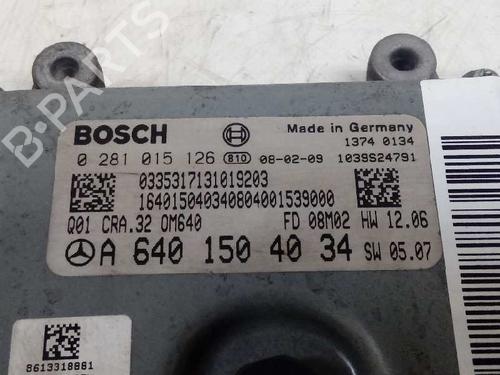 B-PARTS
BOSCH
Made in Germany
1374 0134
0 281 015 126 810 08-02-09 1039S24791
0335317131019203
164015040340804001539000
Q01 CRA.32 OM640 FD 08M02 HW 12.06
A 640 150 40 34 SW 05.07
8613318881